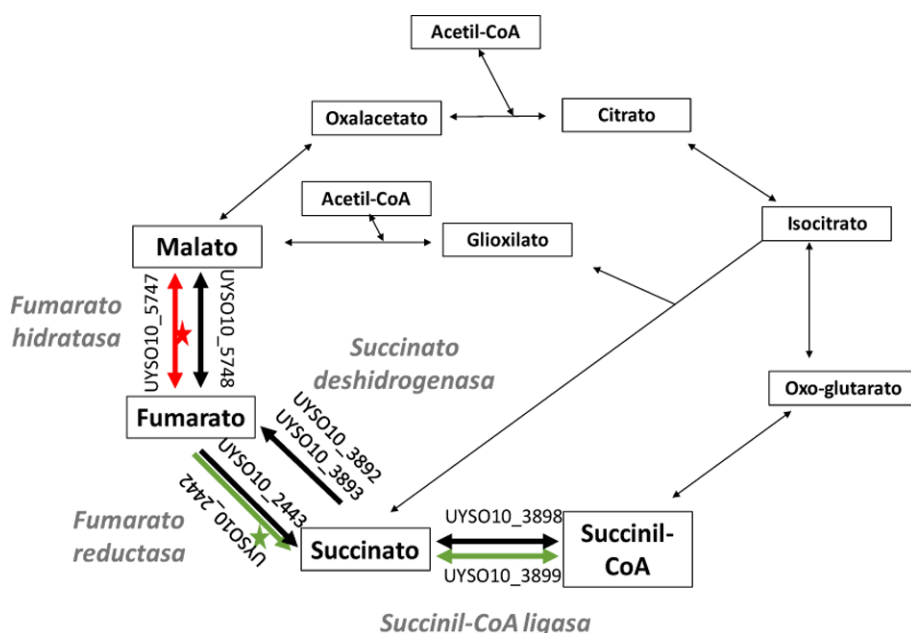 Acetil-CoA
Oxalacetato
Citrato
Acetil-CoA
Isocitrato
Malato
Glioxilato
UYSO10_5747
UYSO10_5748
Fumarato
hidratasa
Succinato
deshidrogenasa
Oxo-glutarato
Fumarato
UYSO10_3892
UYSO10_3893
UYSO10_2443
UYSO10_2442
Fumarato
reductasa
Succinato
UYSO10_3898
UYSO10_3899
Succinil-
CoA
Succinil-CoA ligasa